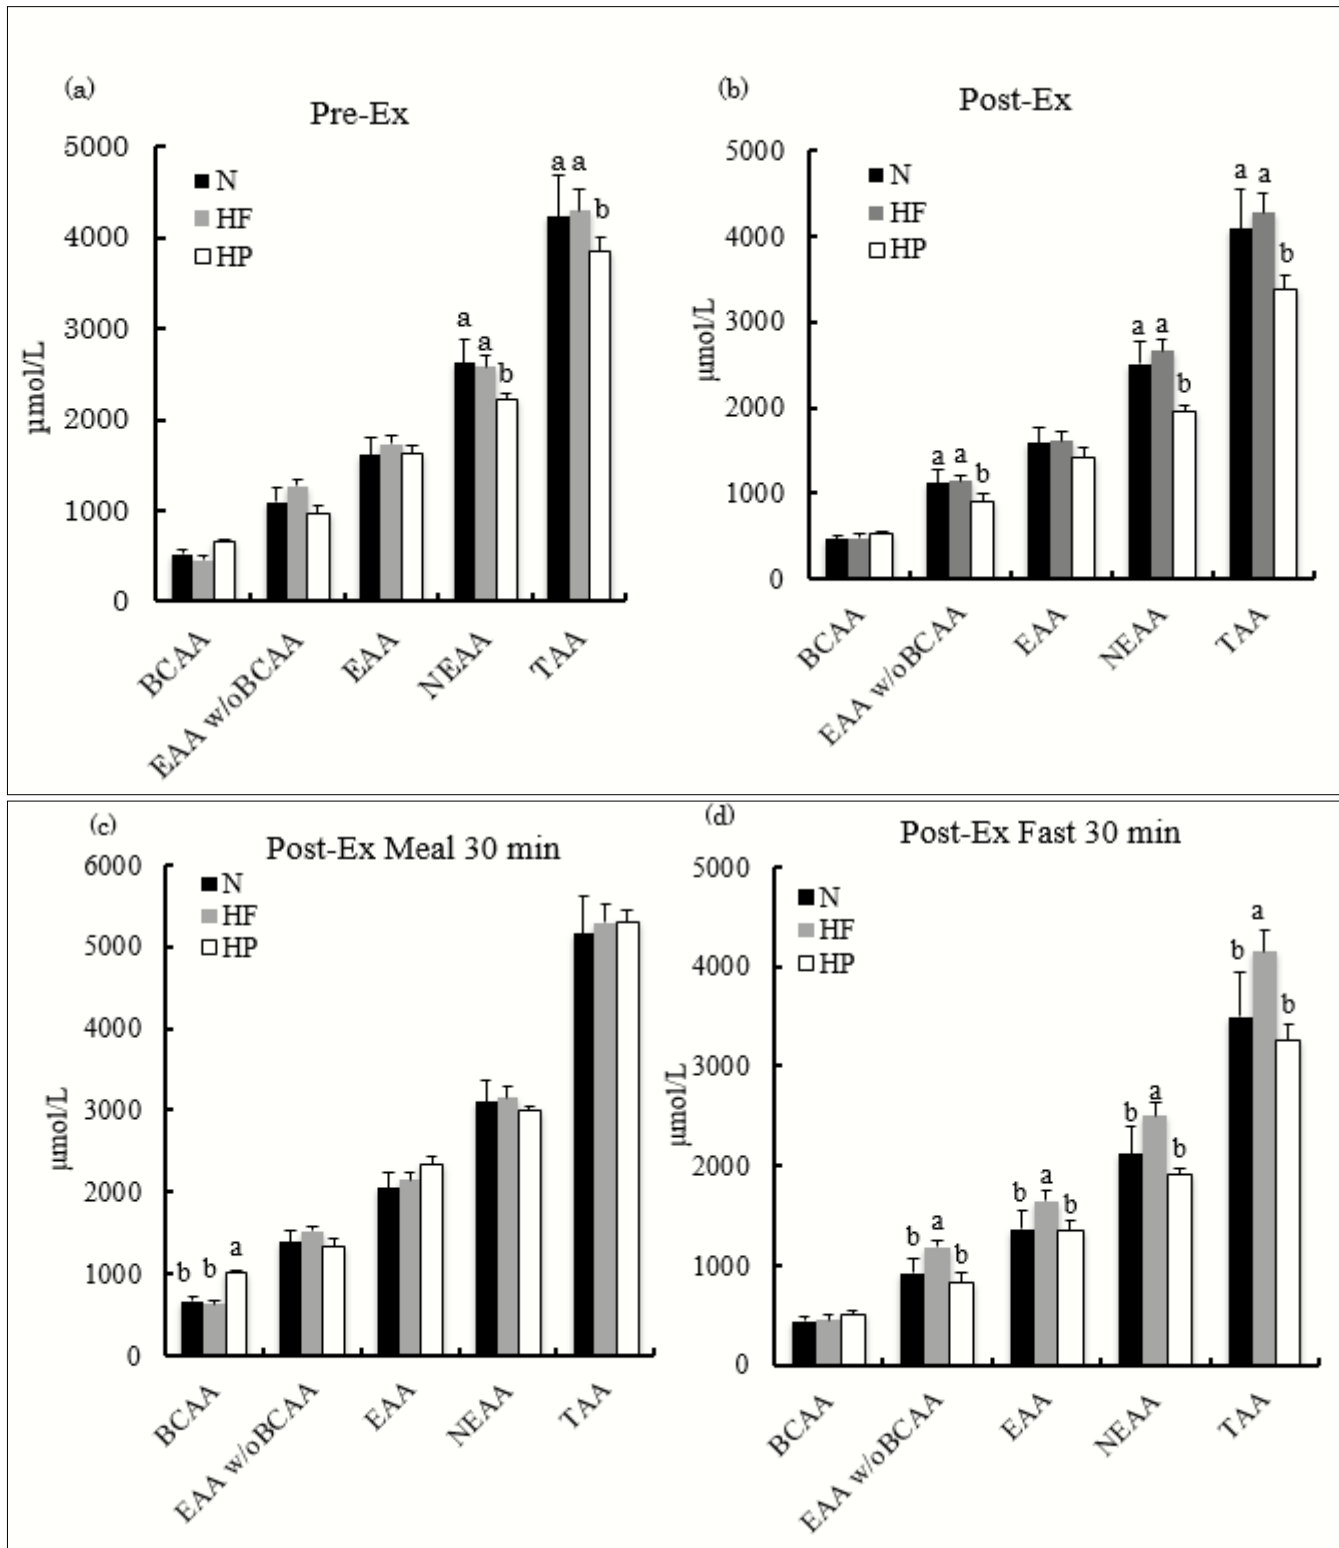 (a)
Pre-Ex
5000
4000
3000
2000
1000
0
µmol/L
N
HF
HP
a a
b
a
a
b
BCAA
EAA w/oBCAA
EAA
NEAA
TAA
(b)
Post-Ex
5000
4000
3000
2000
1000
0
µmol/L
N
HF
HP
a a
b
a a
b
a a
b
BCAA
EAA w/oBCAA
EAA
NEAA
TAA
(c)
Post-Ex Meal 30 min
6000
5000
4000
3000
2000
1000
0
µmol/L
N
HF
HP
a
b b
BCAA
EAA w/oBCAA
EAA
NEAA
TAA
(d)
Post-Ex Fast 30 min
5000
4000
3000
2000
1000
0
µmol/L
N
HF
HP
a
b
b
a
b
b
a
b
b
a
b
b
BCAA
EAA w/oBCAA
EAA
NEAA
TAA